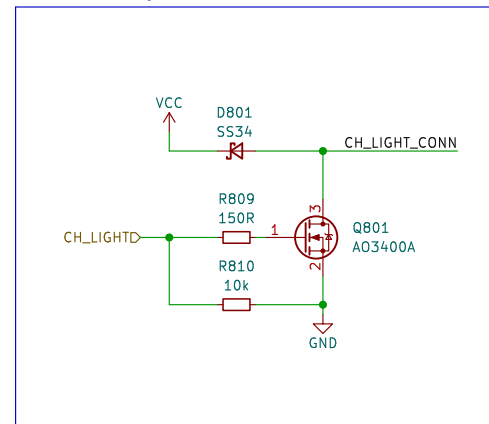 VCC
D801
SS34
CH_LIGHT_CONN
R809
150R
3
CH_LIGHT
1
Q801
AO3400A
R810
10k
2
GND